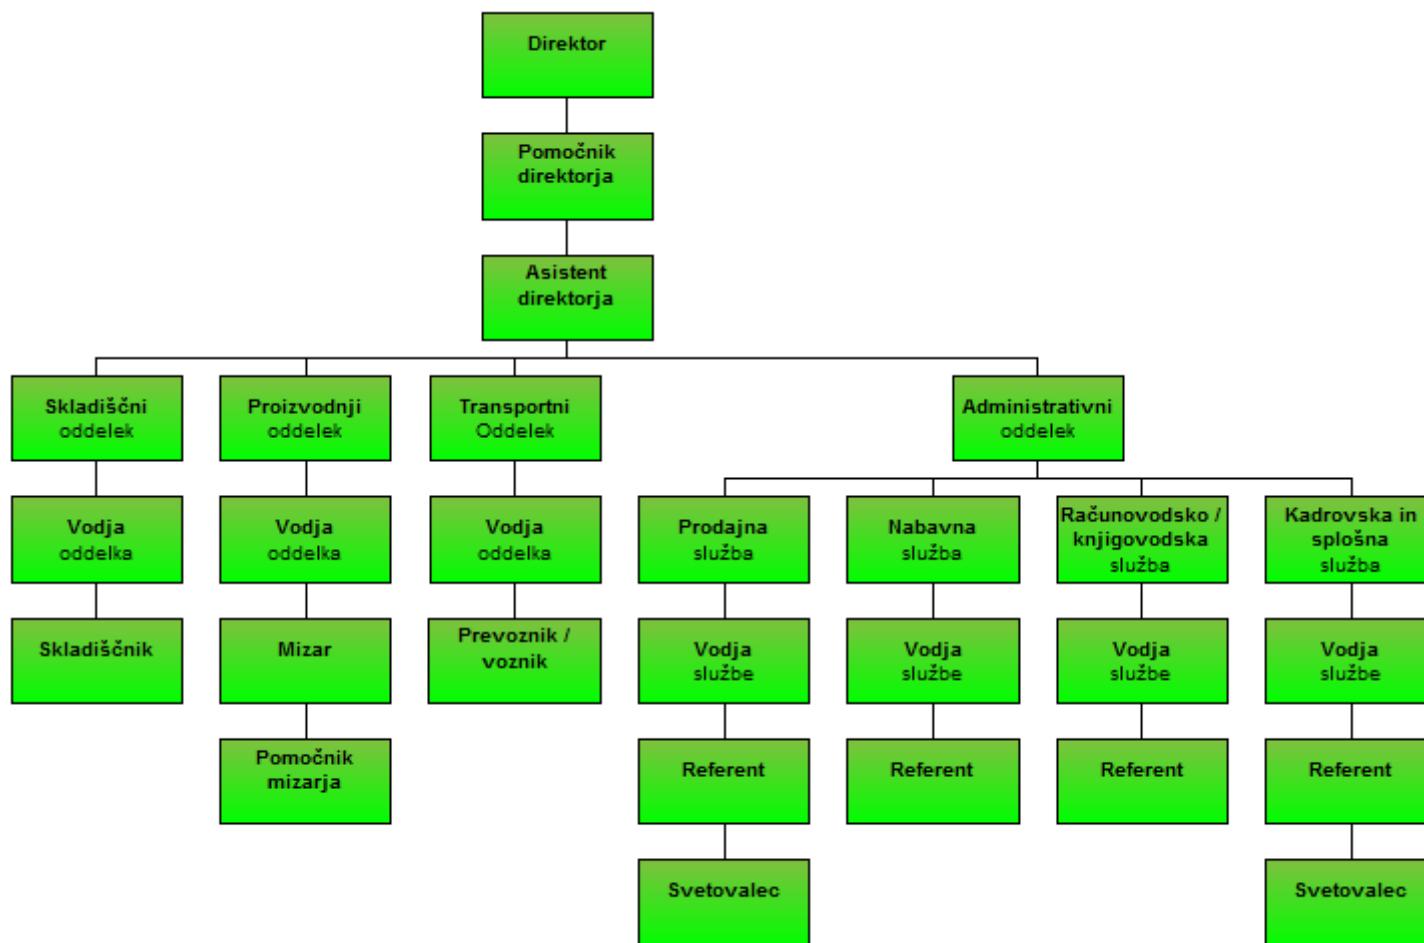 Direktor
Pomočnik
direktorja
Asistent
direktorja
Skladiščni
oddelek
Proizvodnji
oddelek
Transportni
Oddelek
Administrativni
oddelek
Vodja
oddelka
Vodja
oddelka
Vodja
oddelka
Prodajna
služba
Nabavna
služba
Računovodsko /
knjigovodska
služba
Kadrovska in
splošna
služba
Skladiščnik
Mizar
Prevoznik /
voznik
Vodja
službe
Vodja
službe
Vodja
službe
Vodja
službe
Pomočnik
mizarja
Referent
Referent
Referent
Referent
Svetovalec
Svetovalec